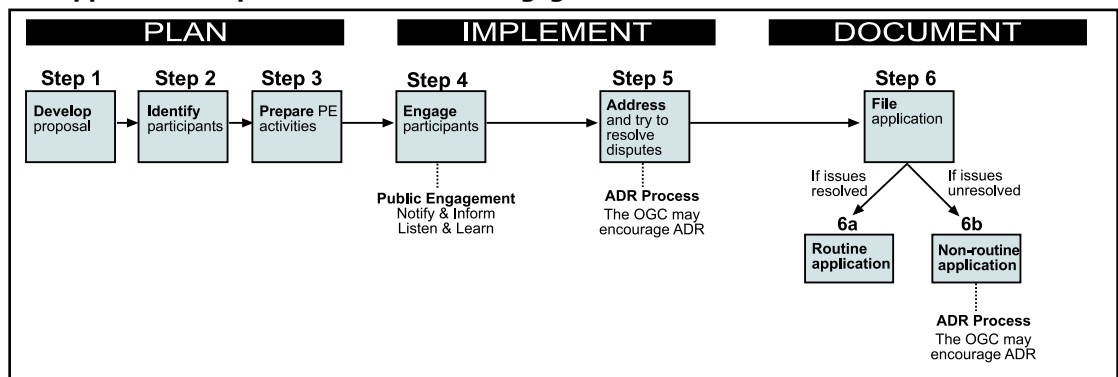 PLAN
IMPLEMENT
DOCUMENT
Step 1
Step 2
Step 3
Step 4
Step 5
Step 6
Develop
proposal
Identify
participants
Prepare PE
activities
Engage
participants
Address
and try to
resolve
disputes
File
application
Public Engagement
Notify & Inform
Listen & Learn
ADR Process
The OGC may
encourage ADR
If issues
resolved
If issues
unresolved
6a
6b
Routine
application
Non-routine
application
ADR Process
The OGC may
encourage ADR